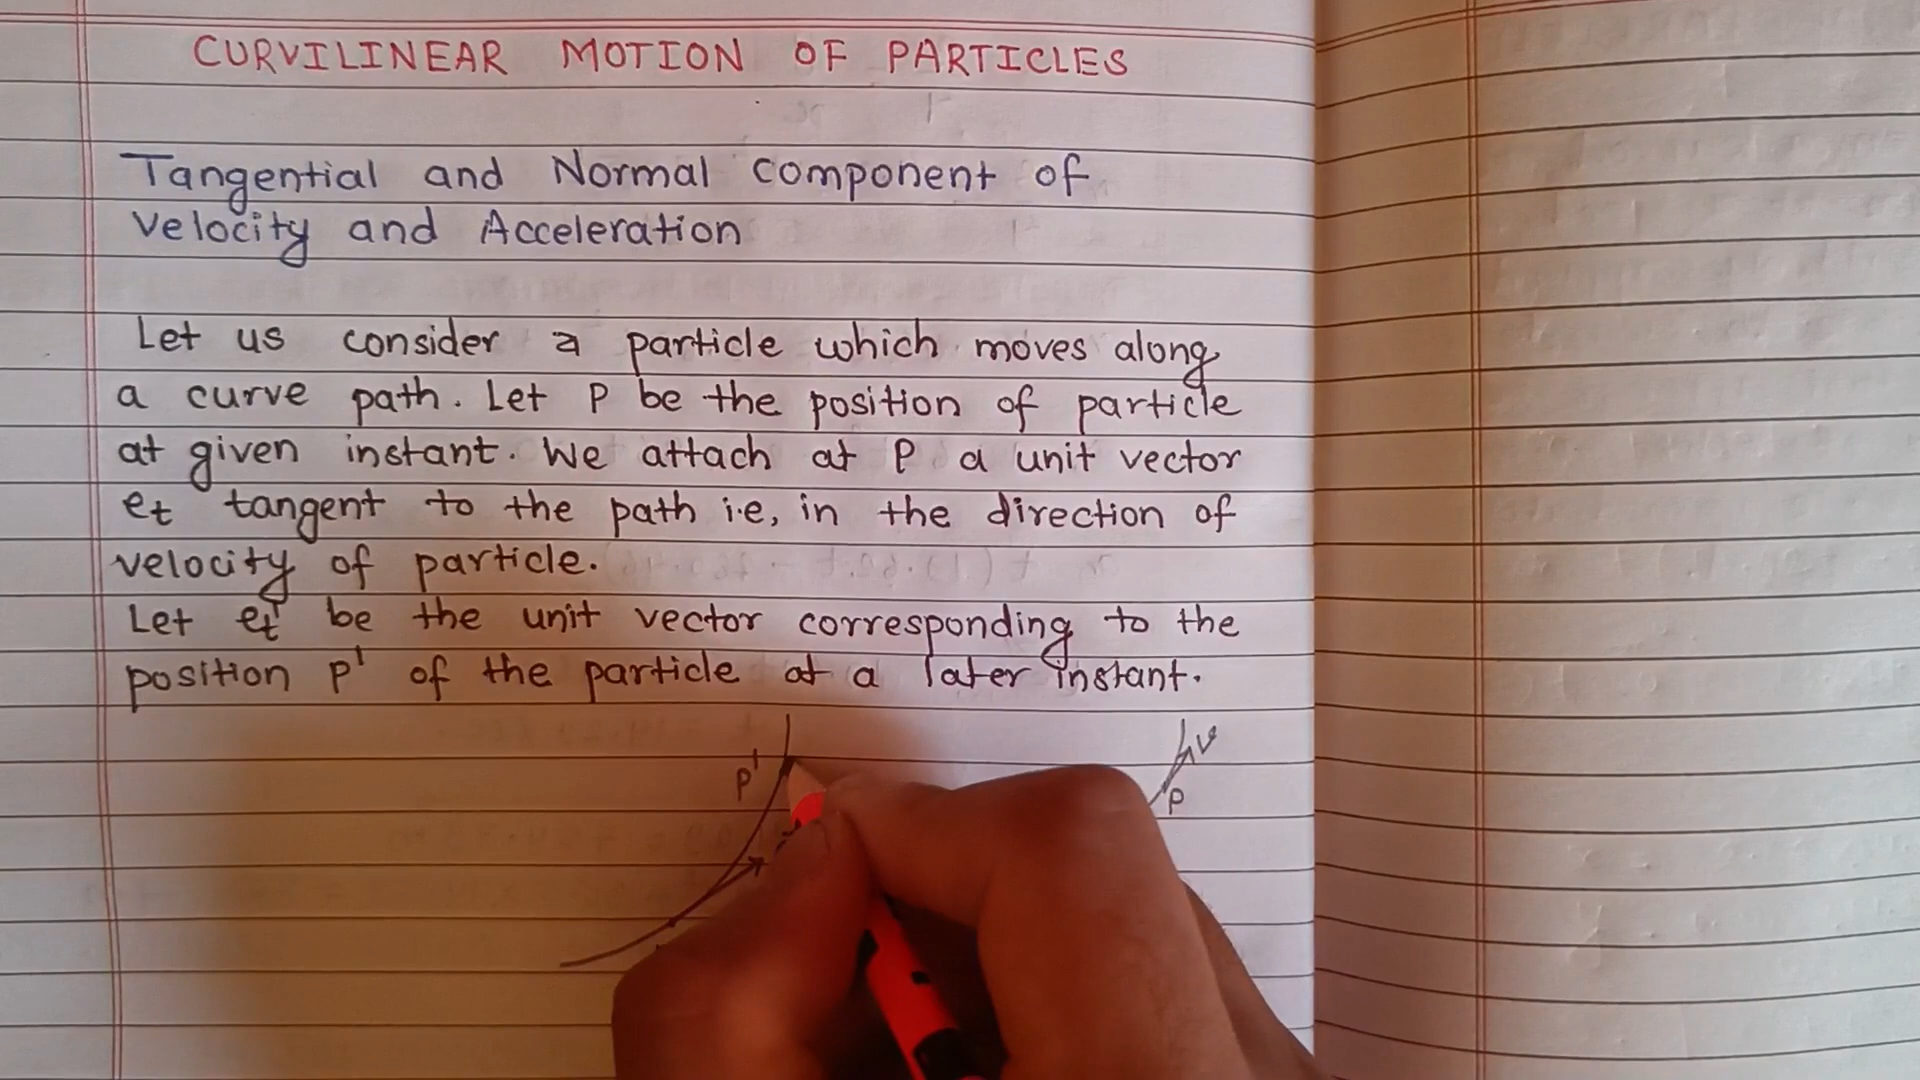 CURVILINEAR MOTION OF PARTICLES
Tangential and Normal component of
velocity and Acceleration
Let us consider a particle which moves along
a curve path. Let P be the position of particle
at given instant. We attach at P a unit vector
et tangent to the path i.e, in the direction of
velocity of particle.
Let et' be the unit vector corresponding to the
position P' of the particle at a later instant.
P'
v
P